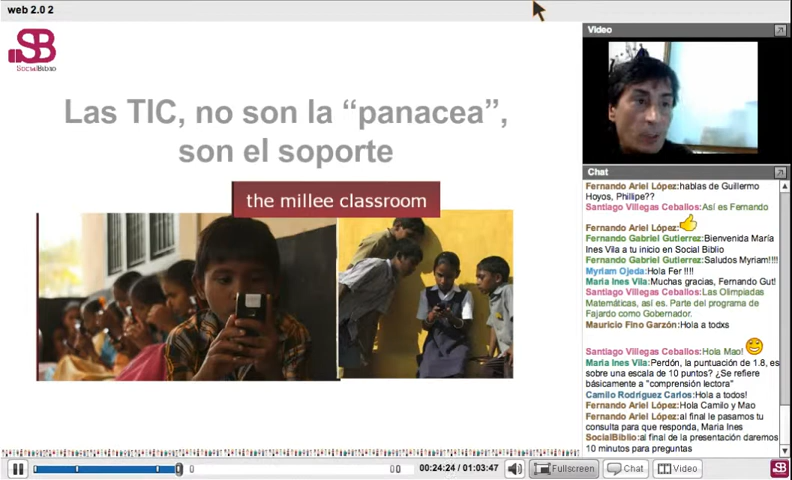 web 2.0 2
SB
SocialBiblio
Las TIC, no son la “panacea”,
son el soporte
the millee classroom
Video
Chat
Fernando Ariel López:hablas de Guillermo
Hoyos, Phillipe??
Santiago Villegas Ceballos:Así es Fernando
Fernando Ariel López:
Fernando Gabriel Gutierrez:Bienvenida María
Ines Vila a tu inicio en Social Biblio
Fernando Gabriel Gutierrez:Saludos Myriam!!!!
Myriam Ojeda:Hola Fer !!!!
Maria Ines Vila:Muchas gracias, Fernando Gut!
Santiago Villegas Ceballos:Las Olimpiadas
Matemáticas, así es. Parte del programa de
Fajardo como Gobernador.
Mauricio Fino Garzón:Hola a todxs
Santiago Villegas Ceballos:Hola Mao!
Maria Ines Vila:Perdón, la puntuación de 1.8, es
sobre una escala de 10 puntos? ¿Se refiere
básicamente a "comprensión lectora"
Camilo Rodríguez Carlos:Hola a todos!
Fernando Ariel López:Hola Camilo y Mao
Fernando Ariel López:al final le pasamos tu
consulta para que responda, Maria Ines
SocialBiblio:al final de la presentación daremos
10 minutos para preguntas
00:24:24 / 01:03:47
Fullscreen
Chat
Video
SB